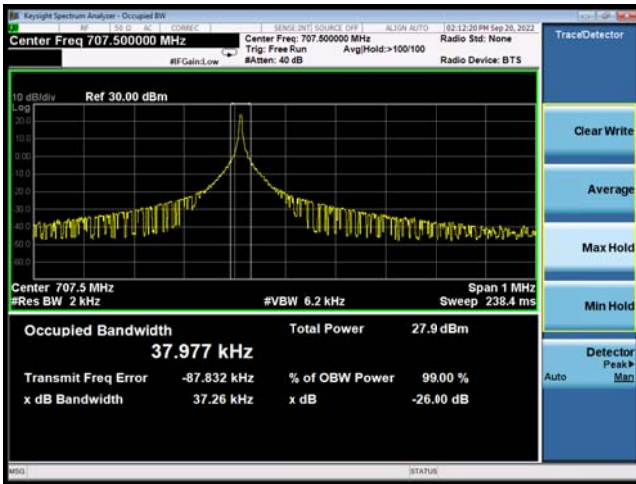 Keysight Spectrum Analyzer - Occupied BW
RF 50 Ω AC CORREC SENSE:INT SOURCE OFF ALIGN AUTO 02:12:20 PM Sep 20, 2022
Center Freq 707.500000 MHz Center Freq: 707.500000 MHz Radio Std: None
Trig: Free Run Avg|Hold:>100/100
#IFGain:Low #Atten: 40 dB Radio Device: BTS
Trace/Detector
10 dB/div Ref 30.00 dBm
Log
20.0
10.0
0.00
-10.0
-20.0
-30.0
-40.0
-50.0
-60.0
Center 707.5 MHz Span 1 MHz
#Res BW 2 kHz #VBW 6.2 kHz Sweep 238.4 ms
Occupied Bandwidth Total Power 27.9 dBm
37.977 kHz
Transmit Freq Error -87.832 kHz % of OBW Power 99.00 %
x dB Bandwidth 37.26 kHz x dB -26.00 dB
Clear Write
Average
Max Hold
Min Hold
Detector
Peak▶
Auto Man
MSG STATUS